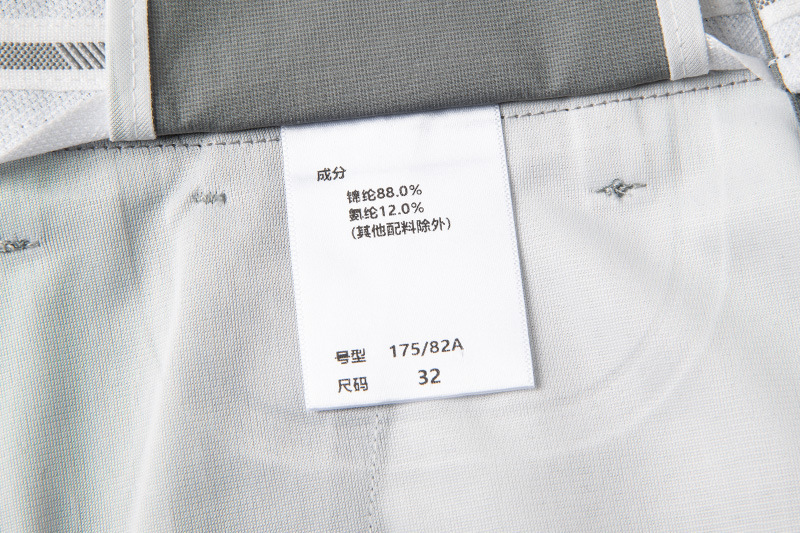 成分
锦纶88.0%
氨纶12.0%
(其他配料除外)
号型 175/82A
尺码 32